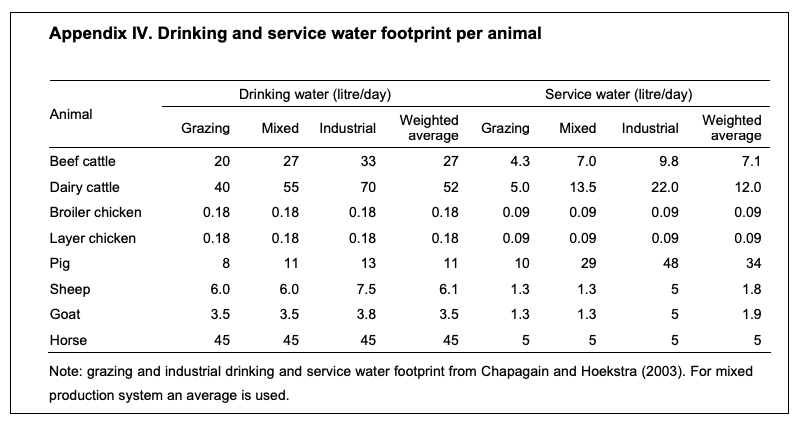 Appendix IV. Drinking and service water footprint per animal
Animal Drinking water (litre/day) Service water (litre/day)
Grazing Mixed Industrial Weighted average Grazing Mixed Industrial Weighted average
Beef cattle 20 27 33 27 4.3 7.0 9.8 7.1
Dairy cattle 40 55 70 52 5.0 13.5 22.0 12.0
Broiler chicken 0.18 0.18 0.18 0.18 0.09 0.09 0.09 0.09
Layer chicken 0.18 0.18 0.18 0.18 0.09 0.09 0.09 0.09
Pig 8 11 13 11 10 29 48 34
Sheep 6.0 6.0 7.5 6.1 1.3 1.3 5 1.8
Goat 3.5 3.5 3.8 3.5 1.3 1.3 5 1.9
Horse 45 45 45 45 5 5 5 5
Note: grazing and industrial drinking and service water footprint from Chapagain and Hoekstra (2003). For mixed
production system an average is used.